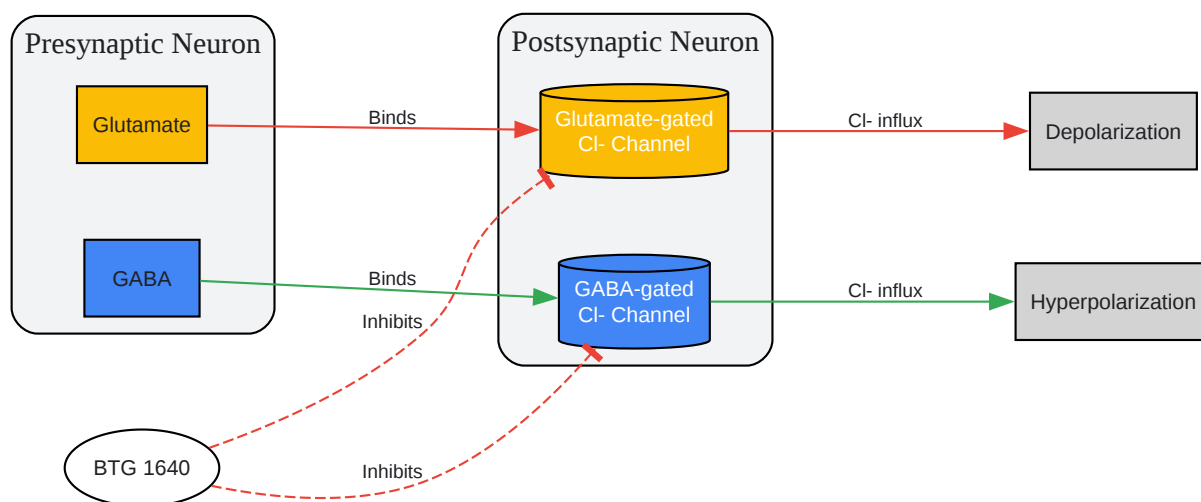 Presynaptic Neuron
Postsynaptic Neuron
Glutamate
Binds
Glutamate-gated
Cl- Channel
Cl- influx
Depolarization
GABA
Binds
GABA-gated
Cl- Channel
Cl- influx
Hyperpolarization
Inhibits
BTG 1640
Inhibits